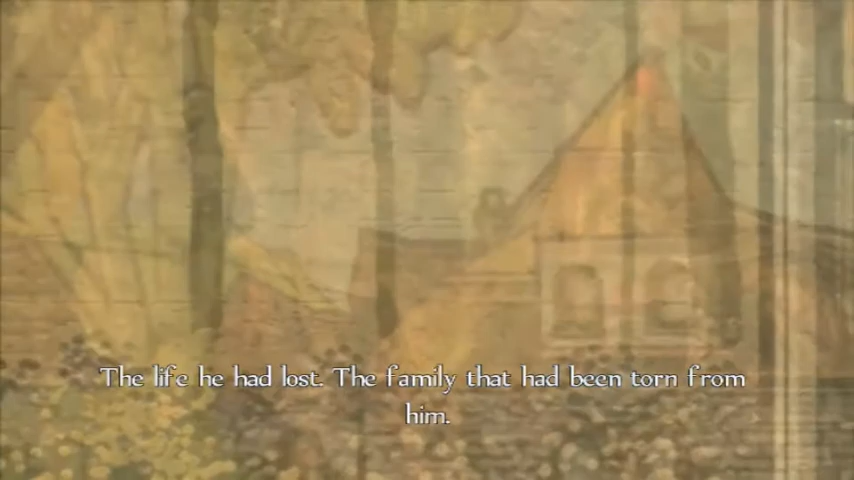 The life he had lost. The family that had been torn from
him.